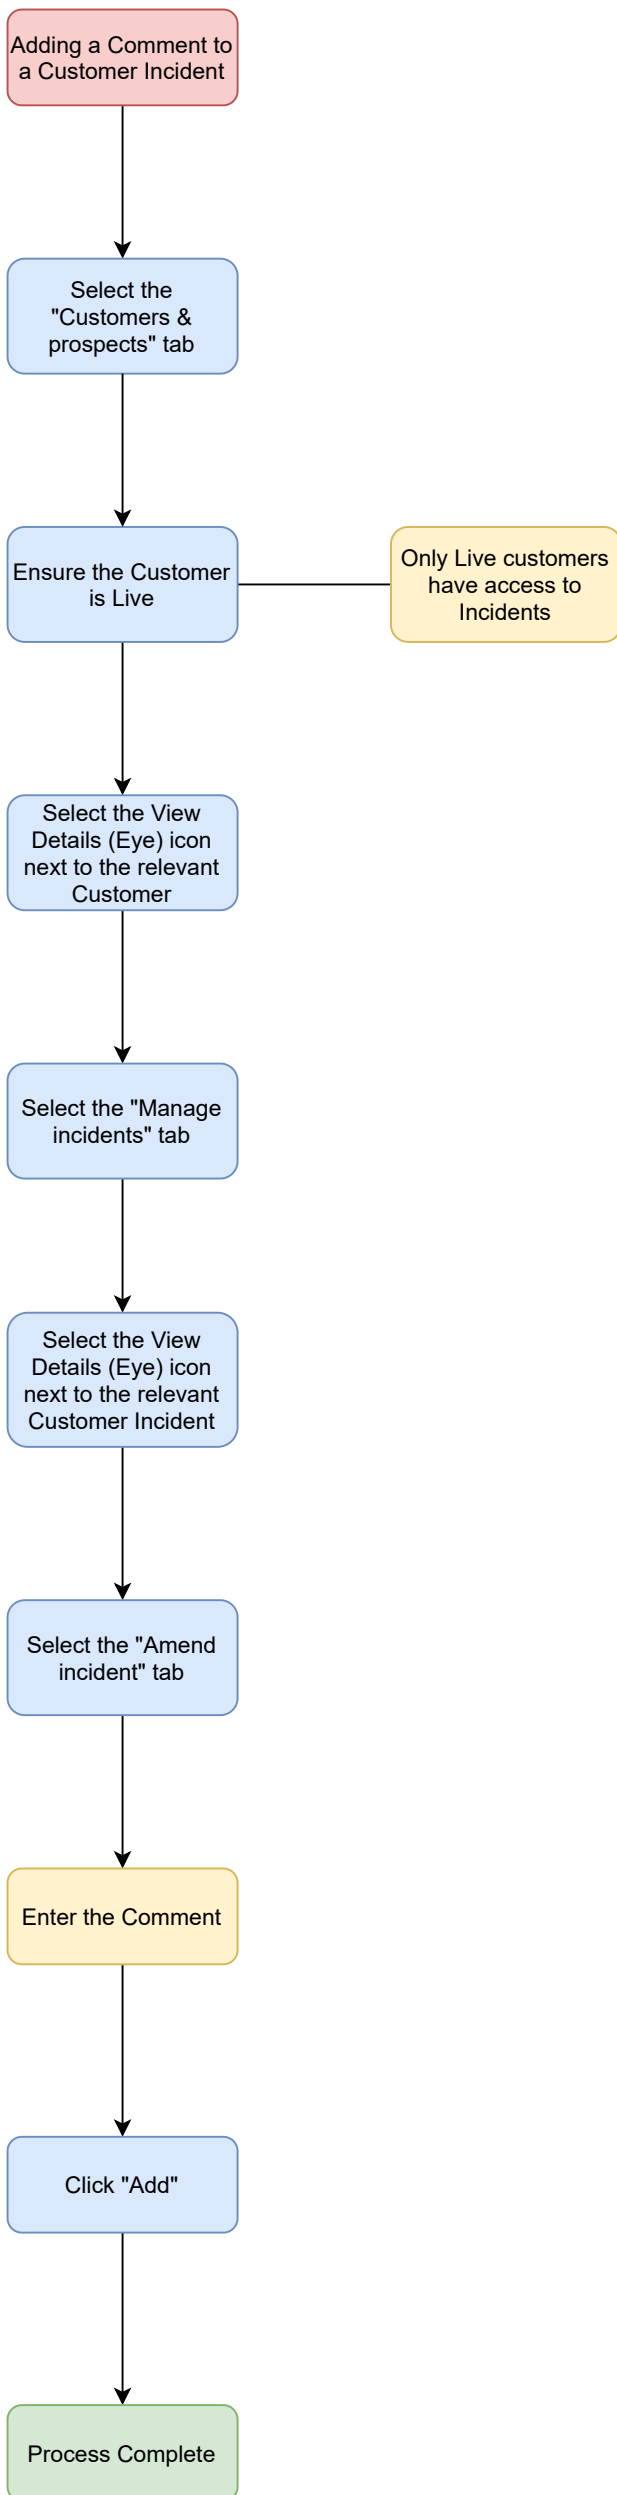 Adding a Comment to
a Customer Incident
Select the
"Customers &
prospects" tab
Ensure the Customer
is Live
Only Live customers
have access to
Incidents
Select the View
Details (Eye) icon
next to the relevant
Customer
Select the "Manage
incidents" tab
Select the View
Details (Eye) icon
next to the relevant
Customer Incident
Select the "Amend
incident" tab
Enter the Comment
Click "Add"
Process Complete